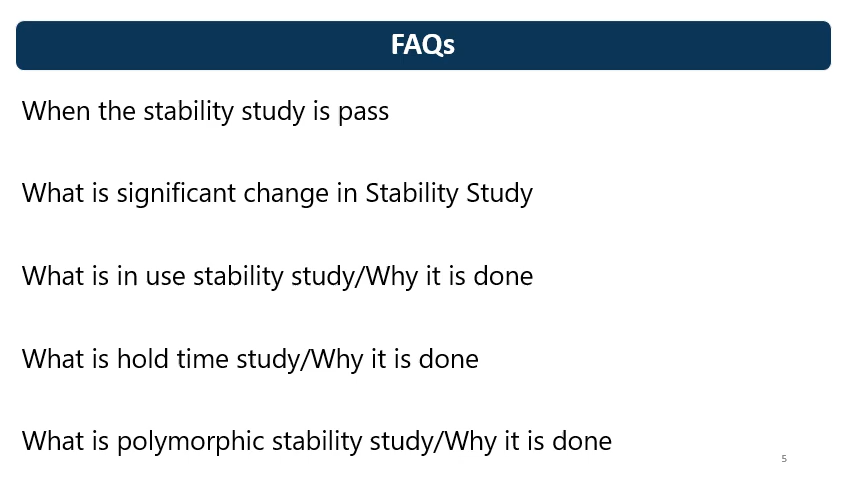 FAQs
When the stability study is pass
What is significant change in Stability Study
What is in use stability study/Why it is done
What is hold time study/Why it is done
What is polymorphic stability study/Why it is done
5